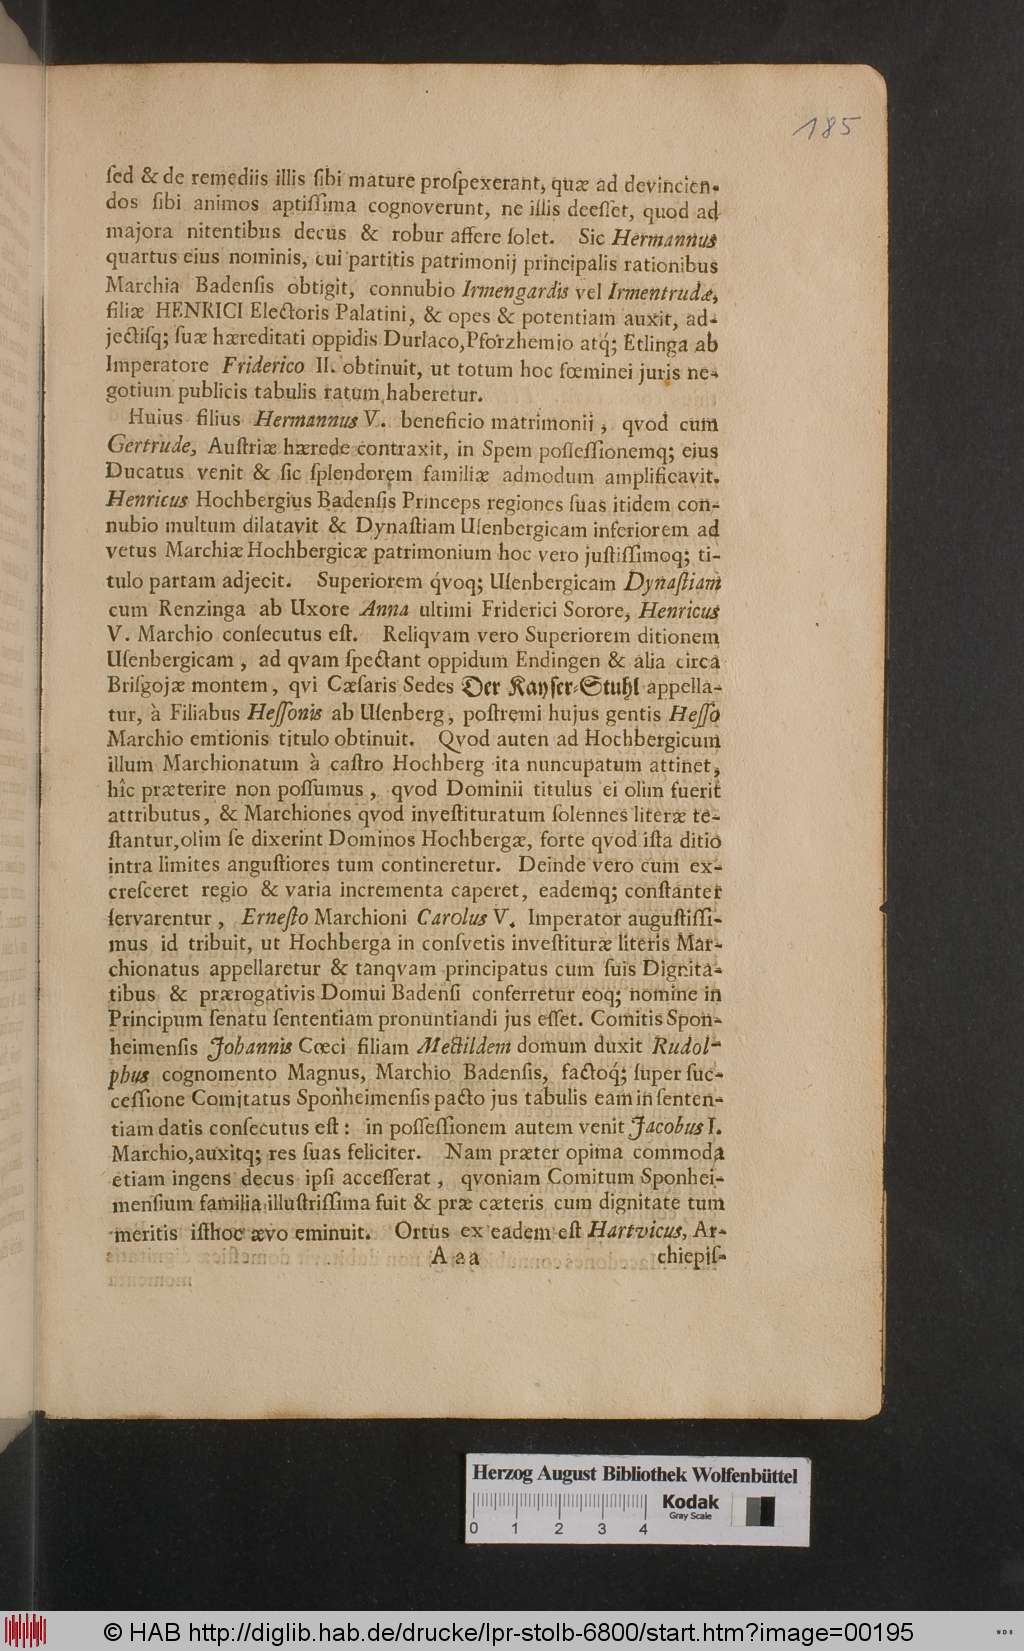 185
ſed & de remediis illis ſibi mature proſpexerant, quæ ad devincien-
dos ſibi animos aptiſſima cognoverunt, ne illis deeſſet, quod ad
majora nitentibus decus & robur affere ſolet. Sic Hermannus
quartus eius nominis, cui partitis patrimonij principalis rationibus
Marchia Badenſis obtigit, connubio Irmengardis vel Irmentrudæ,
filiæ HENRICI Electoris Palatini, & opes & potentiam auxit, ad-
jectiſq; ſuæ hæreditati oppidis Durlaco, Pforzhemio atq; Etlinga ab
Imperatore Friderico II. obtinuit, ut totum hoc fœminei juris ne-
gotium publicis tabulis ratum haberetur.
Huius filius Hermannus V. beneficio matrimonii, qvod cum
Gertrude, Auſtriæ hærede contraxit, in Spem poſſeſſionemq; ejus
Ducatus venit & ſic ſplendorem familiæ admodum amplificavit.
Henricus Hochbergius Badenſis Princeps regiones ſuas itidem con-
nubio multum dilatavit & Dynaſtiam Uſenbergicam inferiorem ad
vetus Marchiæ Hochbergicæ patrimonium hoc vero juſtiſſimoq; ti-
tulo partam adjecit. Superiorem qvoq; Uſenbergicam Dynaſtiam
cum Renzinga ab Uxore Anna ultimi Friderici Sorore, Henricus
V. Marchio conſecutus eſt. Reliqvam vero Superiorem ditionem
Uſenbergicam, ad qvam ſpectant oppidum Endingen & alia circa
Briſgojæ montem, qvi Cæſaris Sedes Der Kayſer-Stuhl appella-
tur, à Filiabus Heſſonis ab Uſenberg, poſtremi hujus gentis Heſſo
Marchio emtionis titulo obtinuit. Qvod auten ad Hochbergicum
illum Marchionatum à caſtro Hochberg ita nuncupatum attinet,
hîc præterire non poſſumus, qvod Dominii titulus ei olim fuerit
attributus, & Marchiones qvod inveſtituratum ſolennes literæ te-
ſtantur, olim ſe dixerint Dominos Hochbergæ, forte qvod iſta ditio
intra limites anguſtiores tum contineretur. Deinde vero cum ex-
creſceret regio & varia incrementa caperet, eademq; conſtanter
ſervarentur, Erneſto Marchioni Carolus V. Imperator auguſtiſſi-
mus id tribuit, ut Hochberga in conſvetis inveſtituræ literis Mar-
chionatus appellaretur & tanqvam principatus cum ſuis Dignita-
tibus & prærogativis Domui Badenſi conferretur eoq; nomine in
Principum ſenatu ſententiam pronuntiandi jus eſſet. Comitis Spon-
heimenſis Johannis Cœci filiam Mectildem domum duxit Rudol-
phus cognomento Magnus, Marchio Badenſis, factoq; ſuper ſuc-
ceſſione Comitatus Sponheimenſis pacto jus tabulis eam in ſenten-
tiam datis conſecutus eſt: in poſſeſſionem autem venit Jacobus I.
Marchio, auxitq; res ſuas feliciter. Nam præter opima commoda
etiam ingens decus ipſi acceſſerat, qvoniam Comitum Sponhei-
menſium familia illuſtriſſima fuit & præ cæteris cum dignitate tum
meritis iſthoc ævo eminuit. Ortus ex eadem eſt Hartvicus, Ar-
A a a chiepiſ-
Herzog August Bibliothek Wolfenbüttel
Kodak
Gray Scale
0 1 2 3 4
© HAB http://diglib.hab.de/drucke/lpr-stolb-6800/start.htm?image=00195